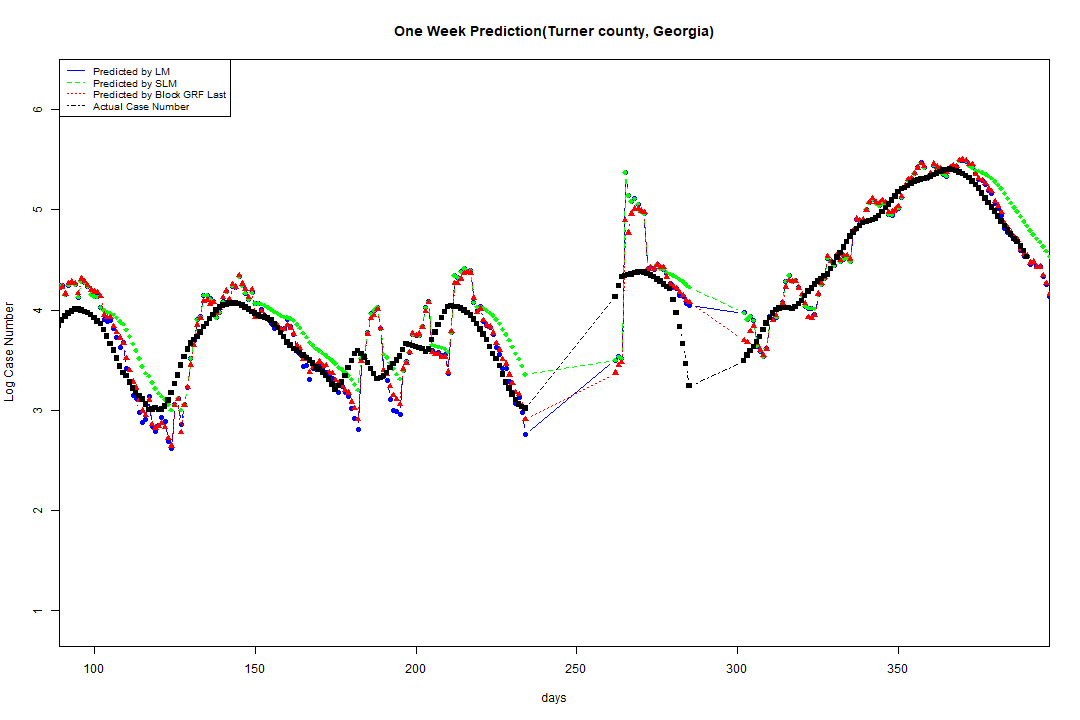 One Week Prediction(Turner county, Georgia)
Predicted by LM
Predicted by SLM
Predicted by Block GRF Last
Actual Case Number
6
5
4
3
2
1
Log Case Number
100 150 200 250 300 350
days